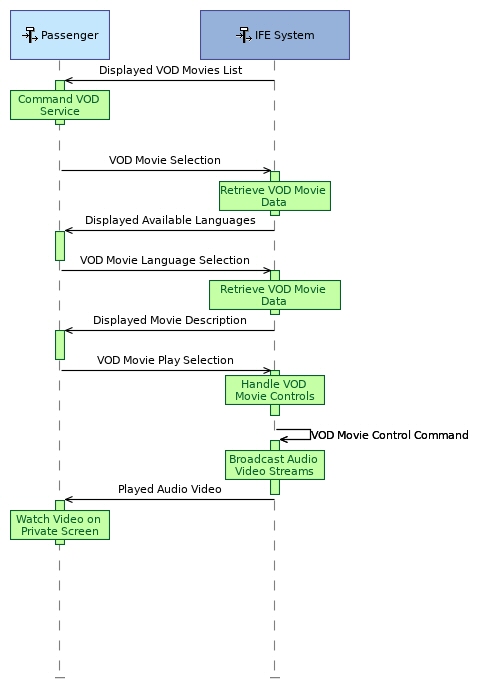 Passenger
IFE System
Displayed VOD Movies List
Command VOD
Service
VOD Movie Selection
Retrieve VOD Movie
Data
Displayed Available Languages
VOD Movie Language Selection
Retrieve VOD Movie
Data
Displayed Movie Description
VOD Movie Play Selection
Handle VOD
Movie Controls
VOD Movie Control Command
Broadcast Audio
Video Streams
Played Audio Video
Watch Video on
Private Screen